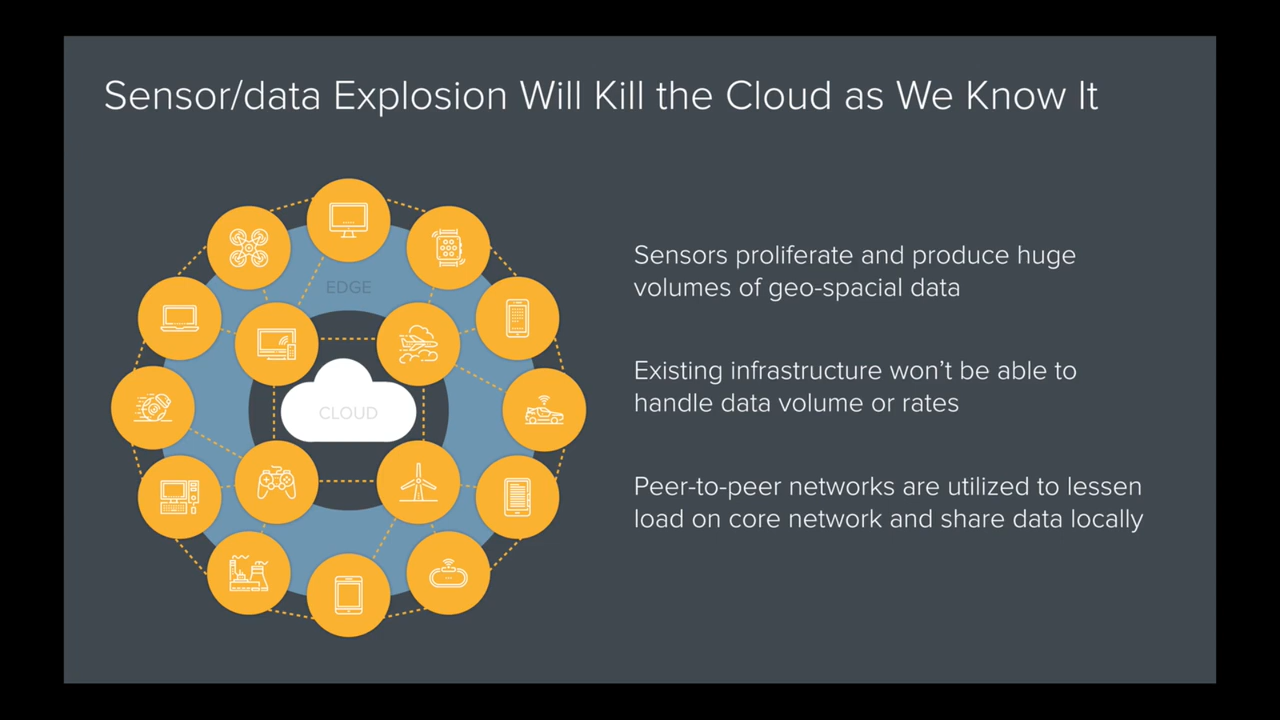 Sensor/data Explosion Will Kill the Cloud as We Know It
EDGE
CLOUD
Sensors proliferate and produce huge
volumes of geo-spacial data
Existing infrastructure won’t be able to
handle data volume or rates
Peer-to-peer networks are utilized to lessen
load on core network and share data locally